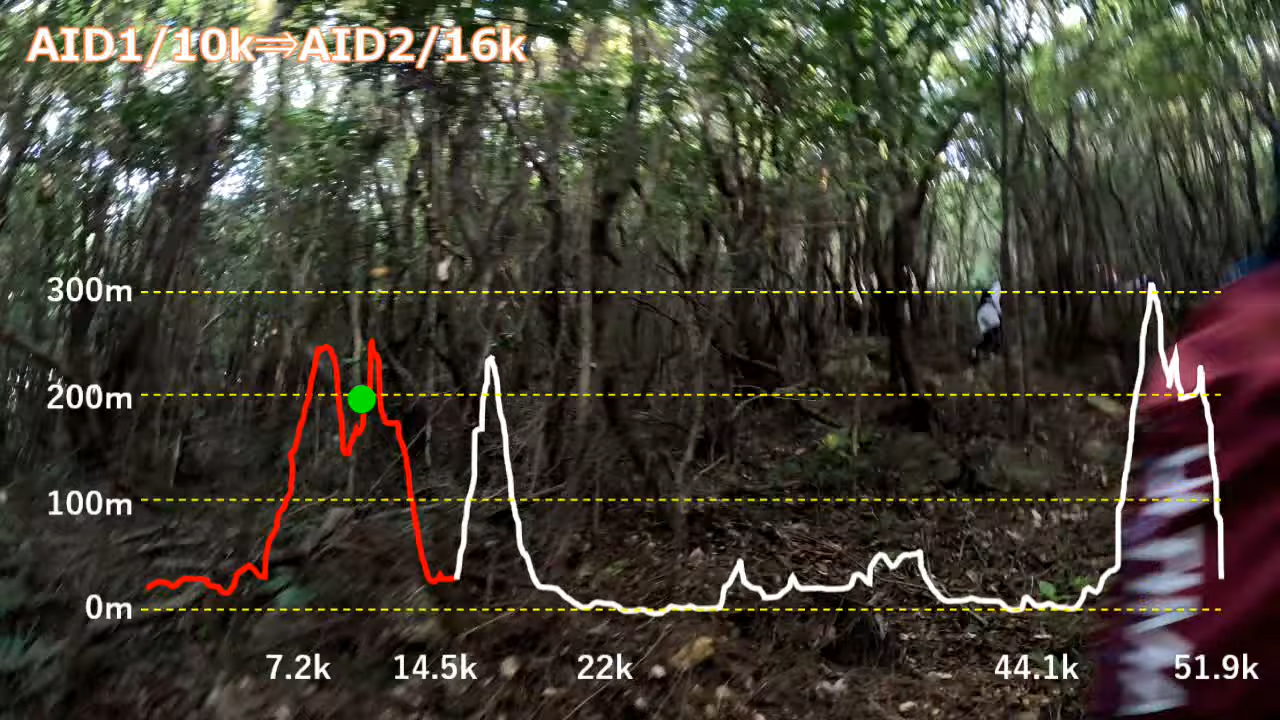 AID1/10k⇒AID2/16k
300m
200m
100m
0m
7.2k 14.5k 22k 44.1k 51.9k